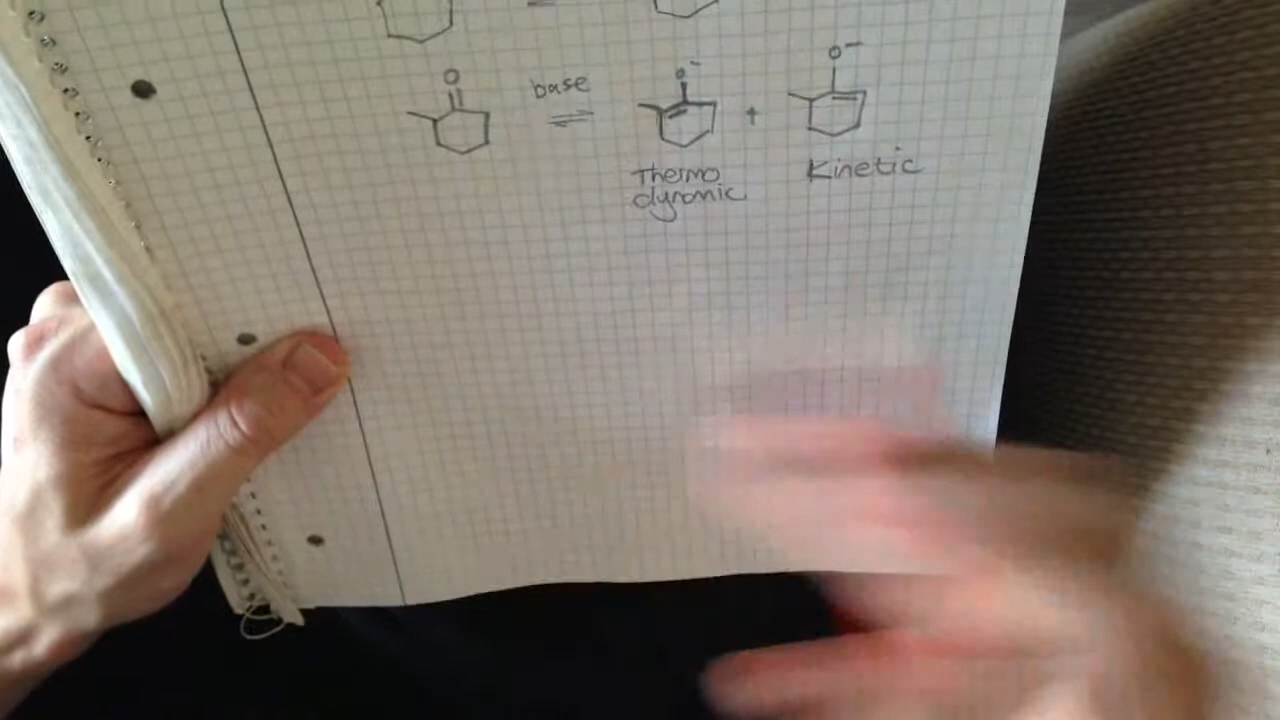 O
base
O⁻
+
O⁻
Thermo
dynamic
Kinetic